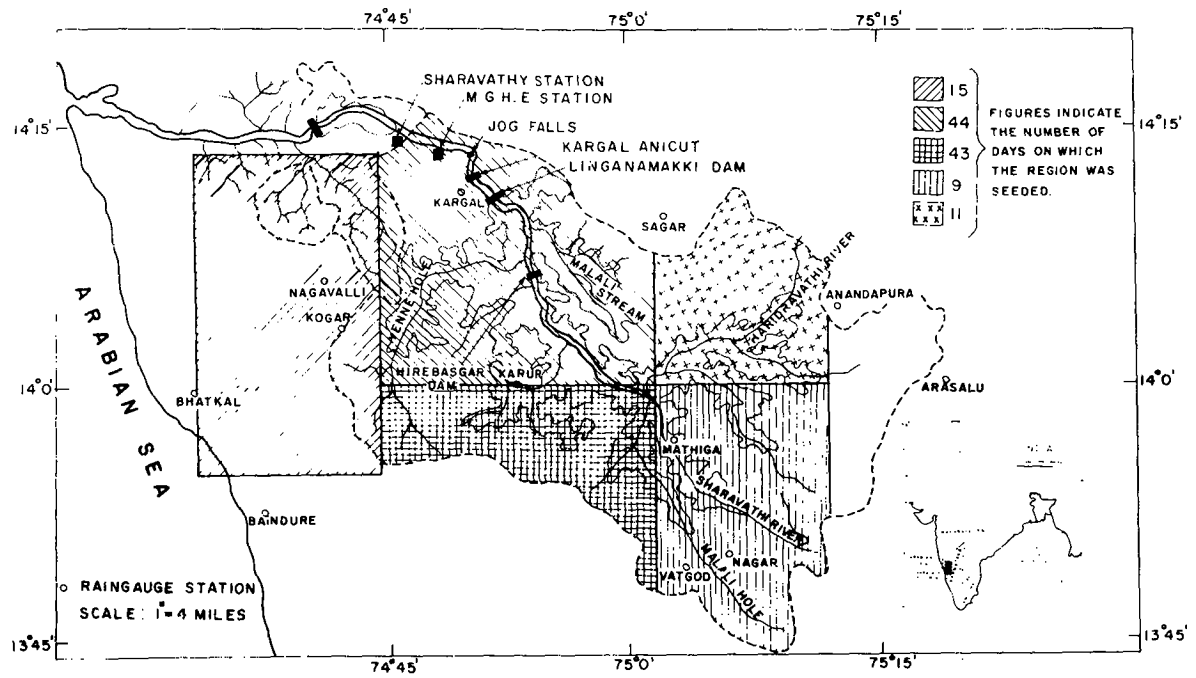 74°45'
75°0'
75°15'
SHARAVATHY STATION
M G H.E STATION
JOG FALLS
KARGAL ANICUT
LINGANAMAKKI DAM
14°15'
14°15'
15
44
43
9
11
FIGURES INDICATE
THE NUMBER OF
DAYS ON WHICH
THE REGION WAS
SEEDED.
KARGAL
SAGAR
MALALI
STREAM
HARIDRAVATHI RIVER
ANANDAPURA
NAGAVALLI
KOGAR
YENNE HOLE
HIREBASGAR
DAM
KARUR
14°0'
14°0'
ARASALU
BHATKAL
ARABIAN SEA
MATHIGA
SHARAVATHI RIVER
BAINDURE
NAGAR
VATGOD
MALALI HOLE
RAINGAUGE STATION
SCALE: 1"=4 MILES
13°45'
13°45'
74°45'
75°0'
75°15'